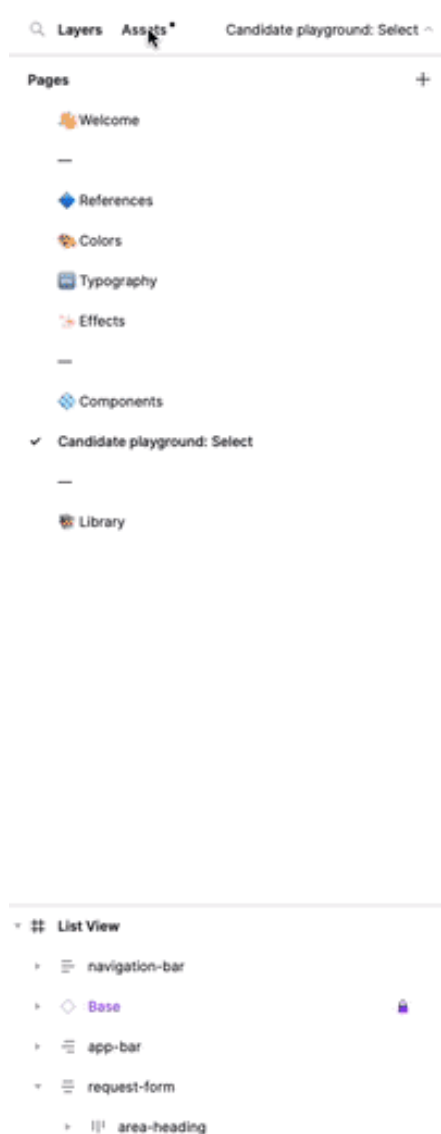 Layers Assets Candidate playground: Select
Pages
Welcome
—
References
Colors
Typography
Effects
—
Components
Candidate playground: Select
—
Library
List View
navigation-bar
Base
app-bar
request-form
area-heading